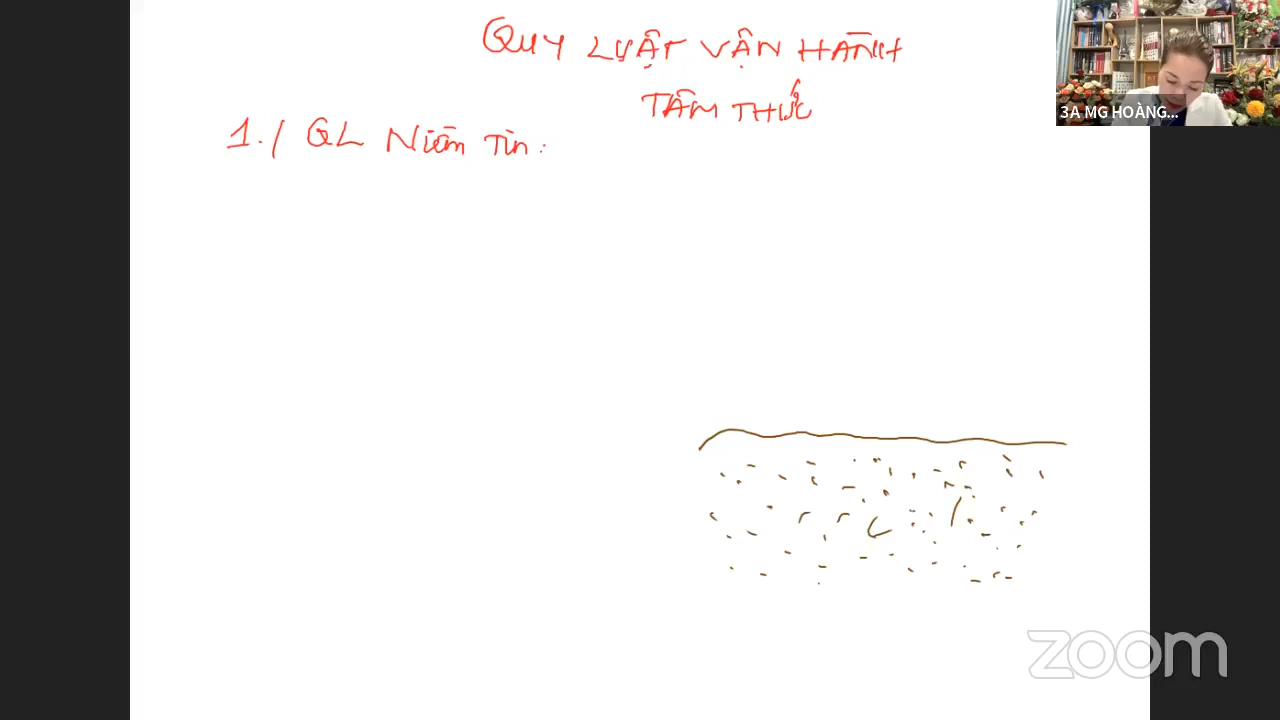 QUY LUẬT VẬN HÀNH
TÂM THỨC
1./ QL Niềm Tin:
3A MG HOÀNG...
zoom